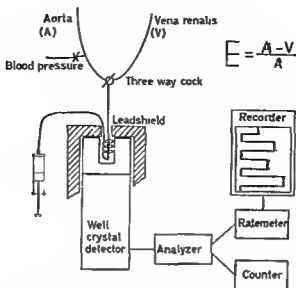 Aorta
(A)
Vena renalis
(V)
E = A - V
A
Blood pressure
Three way cock
Leadshield
Recorder
Well
crystal
detector
Analyzer
Ratemeter
Counter